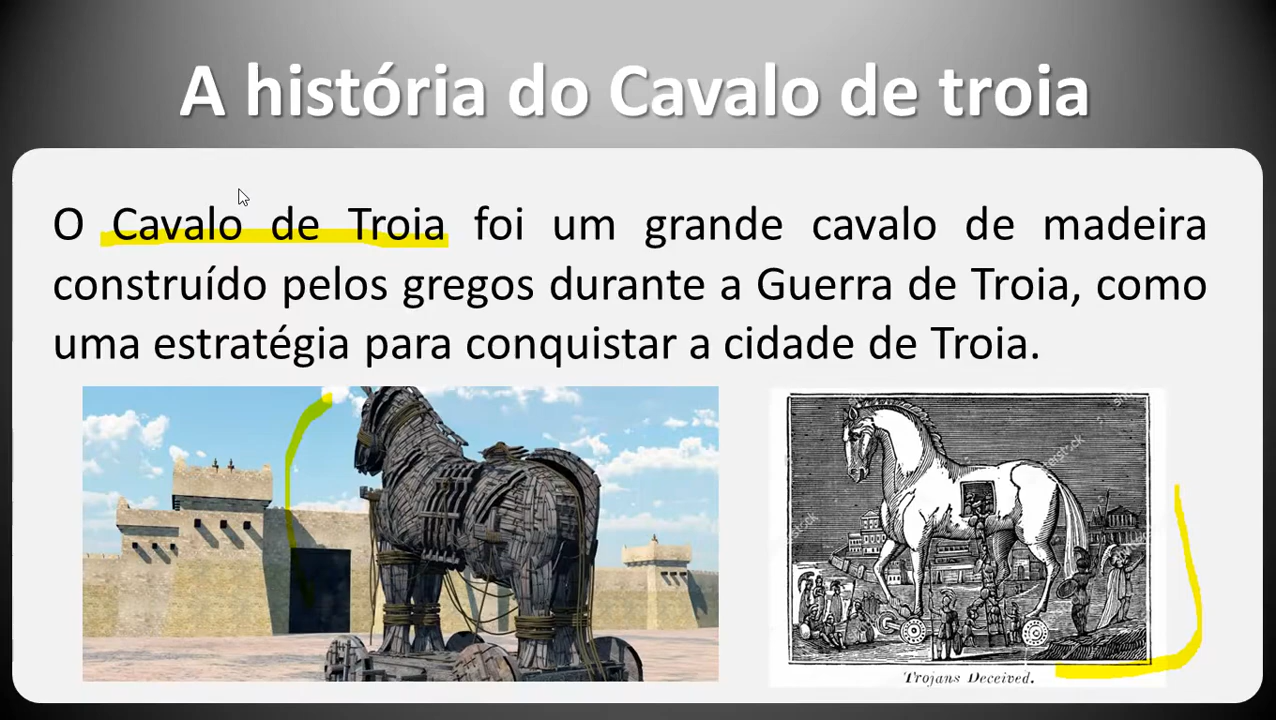 A história do Cavalo de troia
O Cavalo de Troia foi um grande cavalo de madeira
construído pelos gregos durante a Guerra de Troia, como
uma estratégia para conquistar a cidade de Troia.
Trojans Deceived.